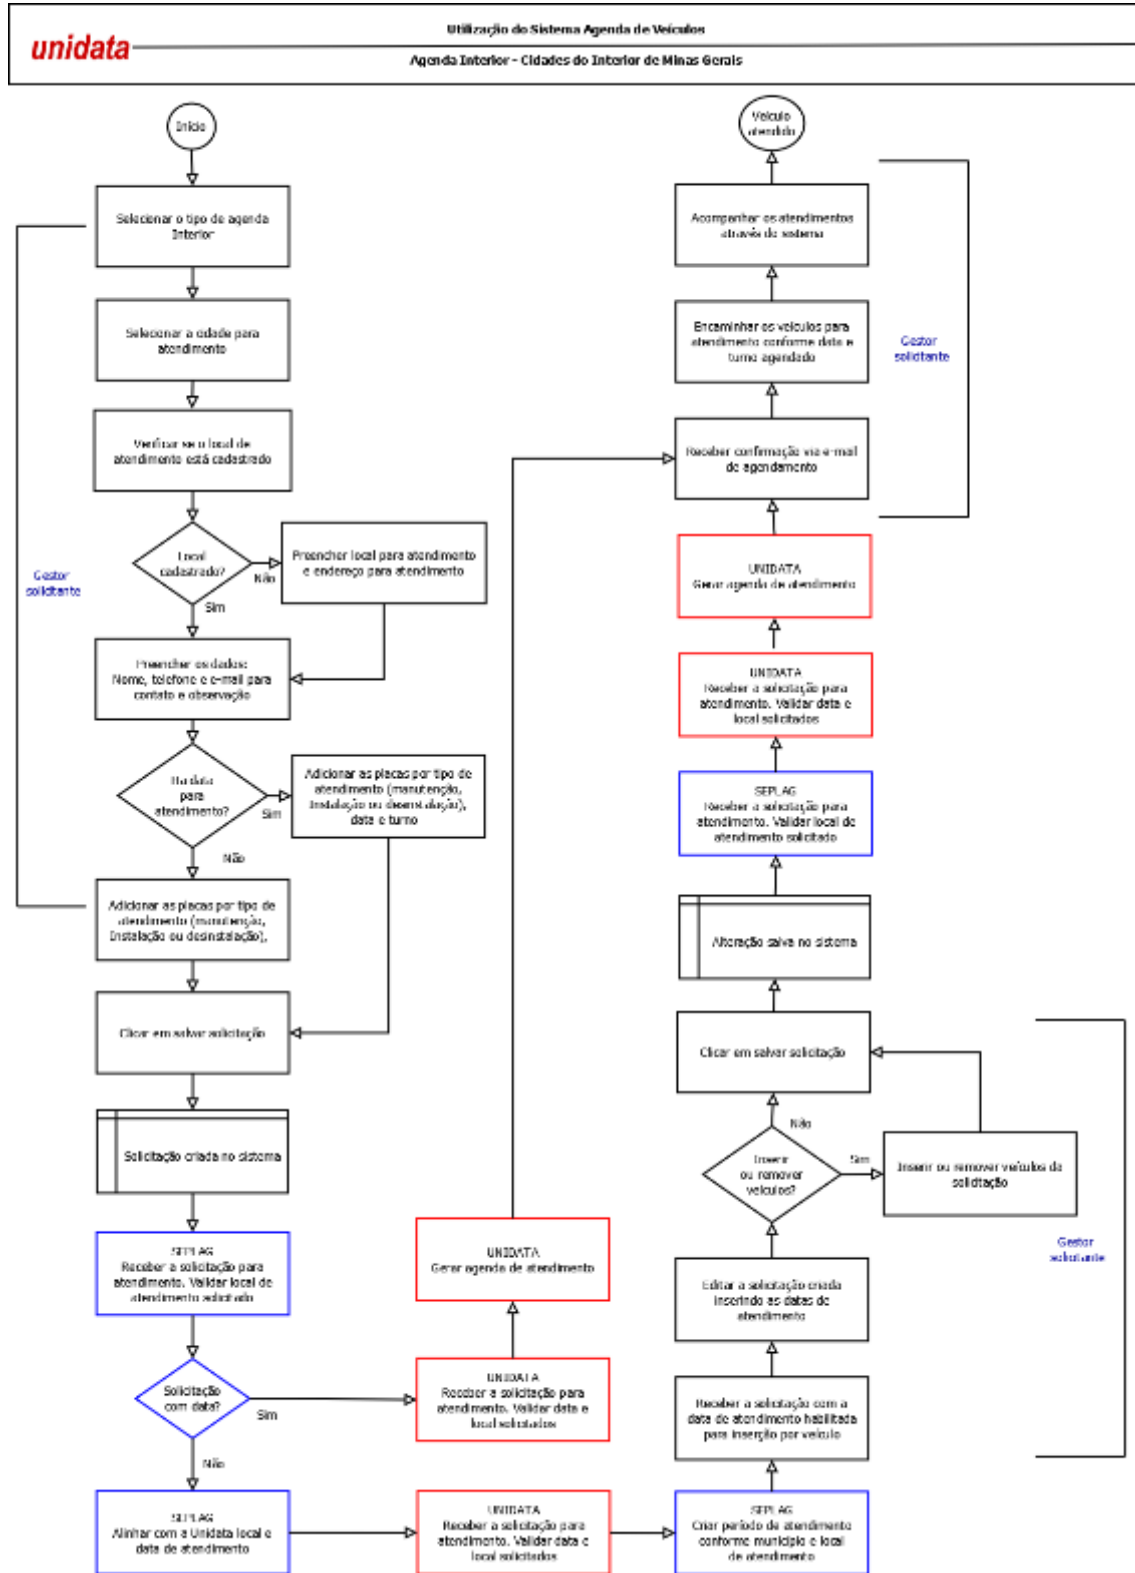 unidata
Utilização do Sistema Agenda de Veículos
Agenda Interior - Cidades do Interior de Minas Gerais
Início
Selecionar o tipo de agenda
Interior
Selecionar a cidade para
atendimento
Verificar se o local de
atendimento está cadastrado
Local
cadastrado?
Não
Sim
Preencher local para atendimento
e endereço para atendimento
Gestor
solicitante
Preencher os dados:
Nome, telefone e e-mail para
contato e observação
Há data
para
atendimento?
Sim
Não
Adicionar as placas por tipo de
atendimento (manutenção,
Instalação ou desinstalação),
data e turno
Adicionar as placas por tipo de
atendimento (manutenção,
Instalação ou desinstalação),
Clicar em salvar solicitação
Solicitação criada no sistema
SEPLAG
Receber a solicitação para
atendimento. Validar local de
atendimento solicitado
Solicitação
com data?
Sim
Não
UNIDATA
Receber a solicitação para
atendimento. Validar data e
local solicitados
UNIDATA
Gerar agenda de atendimento
SEPLAG
Alinhar com a Unidata local e
data de atendimento
UNIDATA
Receber a solicitação para
atendimento. Validar data e
local solicitados
SEPLAG
Criar período de atendimento
conforme município e local
de atendimento
Receber a solicitação com a
data de atendimento habilitada
para inserção por veículo
Editar a solicitação criada
inserindo as datas de
atendimento
Inserir
ou remover
veículos?
Sim
Não
Inserir ou remover veículos da
solicitação
Gestor
solicitante
Clicar em salvar solicitação
Alteração salva no sistema
SEPLAG
Receber a solicitação para
atendimento. Validar local de
atendimento solicitado
UNIDATA
Receber a solicitação para
atendimento. Validar data e
local solicitados
UNIDATA
Gerar agenda de atendimento
Receber confirmação via e-mail
de agendamento
Encaminhar os veículos para
atendimento conforme data e
turno agendado
Gestor
solicitante
Acompanhar os atendimentos
através do sistema
Veículo
atendido